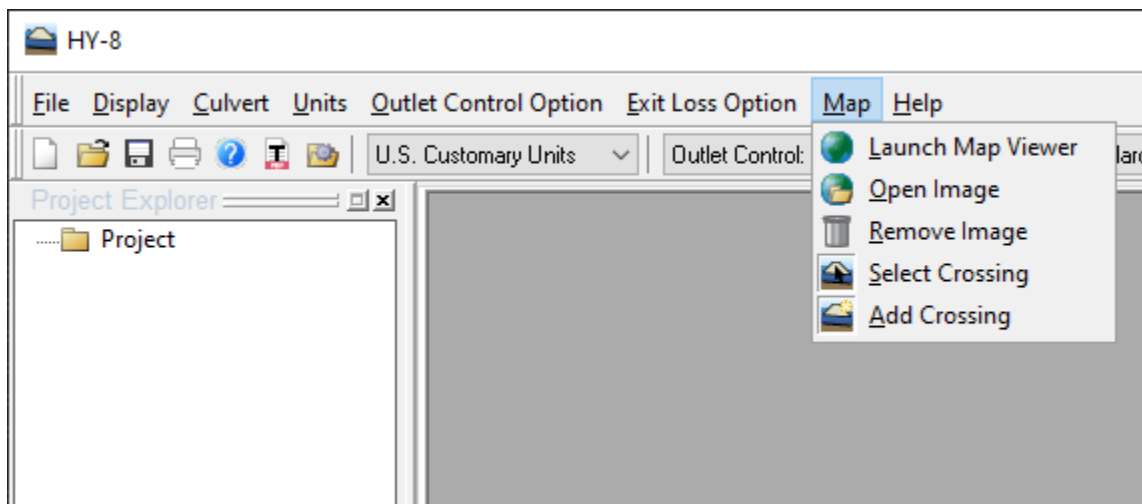 HY-8
File Display Culvert Units Outlet Control Option Exit Loss Option Map Help
U.S. Customary Units Outlet Control:
Launch Map Viewer
Open Image
Remove Image
Select Crossing
Add Crossing
Project Explorer
Project